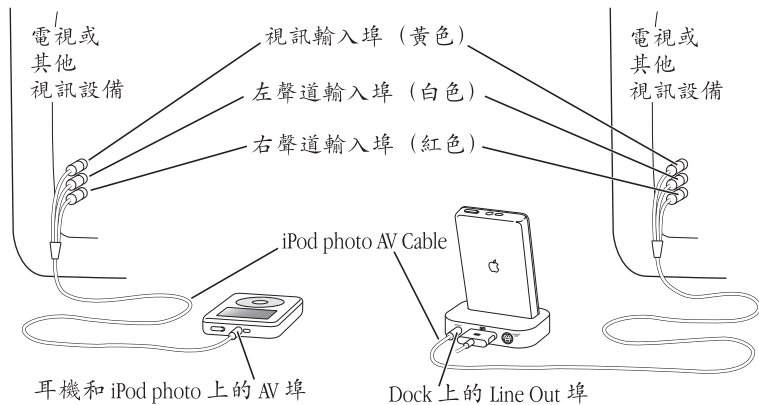 電視或
其他
視訊設備
視訊輸入埠（黃色）
左聲道輸入埠（白色）
右聲道輸入埠（紅色）
電視或
其他
視訊設備
iPod photo AV Cable
耳機和 iPod photo 上的 AV 埠
Dock 上的 Line Out 埠